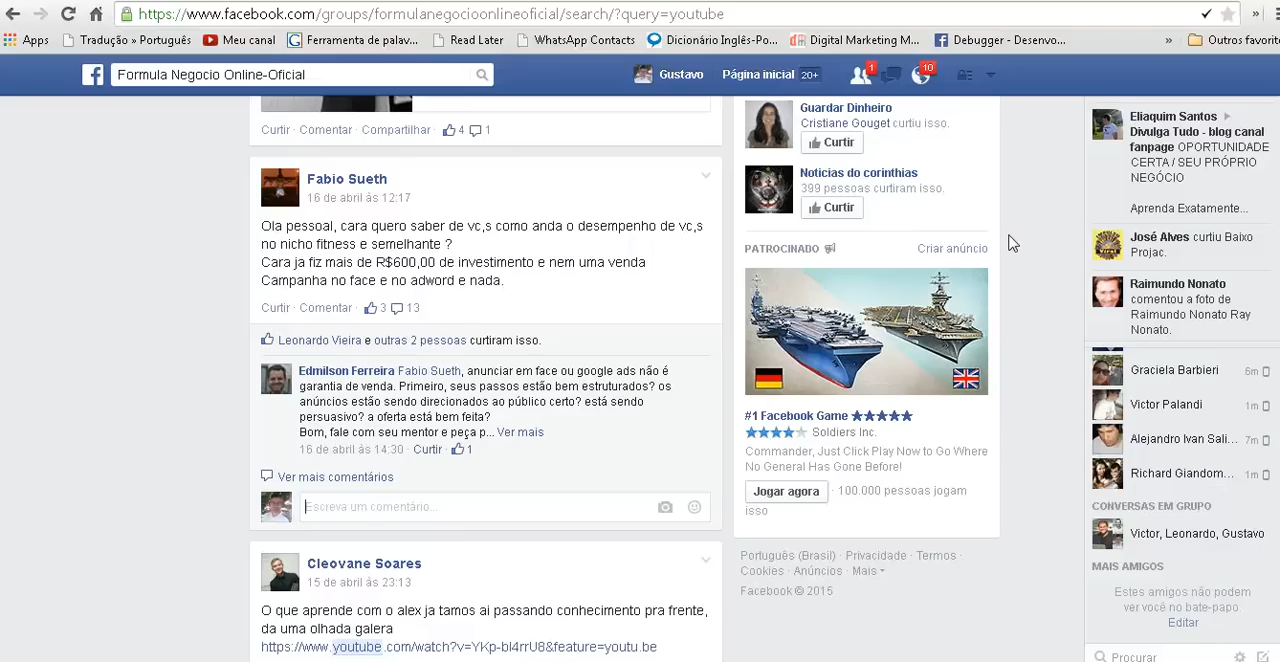 https://www.facebook.com/groups/formulanegocioonlineoficial/search/?query=youtube
Apps
Tradução » Português
Meu canal
Ferramenta de palav...
Read Later
WhatsApp Contacts
Dicionário Inglês-Po...
Digital Marketing M...
Debugger - Desenvo...
»
Outros favorit
Formula Negocio Online-Oficial
Gustavo
Página inicial 20+
1
10
Curtir · Comentar · Compartilhar · 4 1
Fabio Sueth
16 de abril às 12:17
Ola pessoal, cara quero saber de vc,s como anda o desempenho de vc,s
no nicho fitness e semelhante ?
Cara ja fiz mais de R$600,00 de investimento e nem uma venda
Campanha no face e no adword e nada.
Curtir · Comentar · 3 13
Leonardo Vieira e outras 2 pessoas curtiram isso.
Edmilson Ferreira Fabio Sueth, anunciar em face ou google ads não é
garantia de venda. Primeiro, seus passos estão bem estruturados? os
anúncios estão sendo direcionados ao público certo? está sendo
persuasivo? a oferta está bem feita?
Bom, fale com seu mentor e peça p... Ver mais
16 de abril às 14:30 · Curtir · 1
Ver mais comentários
Escreva um comentário...
Cleovane Soares
15 de abril às 23:13
O que aprende com o alex ja tamos ai passando conhecimento pra frente,
da uma olhada galera
https://www.youtube.com/watch?v=YKp-bl4rrU8&feature=youtu.be
Guardar Dinheiro
Cristiane Gouget curtiu isso.
Curtir
Noticias do corinthias
399 pessoas curtiram isso.
Curtir
PATROCINADO
Criar anúncio
#1 Facebook Game ★★★★★
★★★★★ Soldiers Inc.
Commander, Just Click Play Now to Go Where
No General Has Gone Before!
Jogar agora · 100.000 pessoas jogam
isso
Português (Brasil) · Privacidade · Termos ·
Cookies · Anúncios · Mais
Facebook © 2015
Eliaquim Santos
Divulga Tudo - blog canal
fanpage OPORTUNIDADE
CERTA / SEU PRÓPRIO
NEGÓCIO
Aprenda Exatamente...
José Alves curtiu Baixo
Projac.
Raimundo Nonato
comentou a foto de
Raimundo Nonato Ray
Nonato.
Graciela Barbieri 6m
Victor Palandi 1m
Alejandro Ivan Sali... 7m
Richard Giandom... 1m
CONVERSAS EM GRUPO
Victor, Leonardo, Gustavo
MAIS AMIGOS
Estes amigos não podem
ver você no bate-papo.
Editar
Procurar